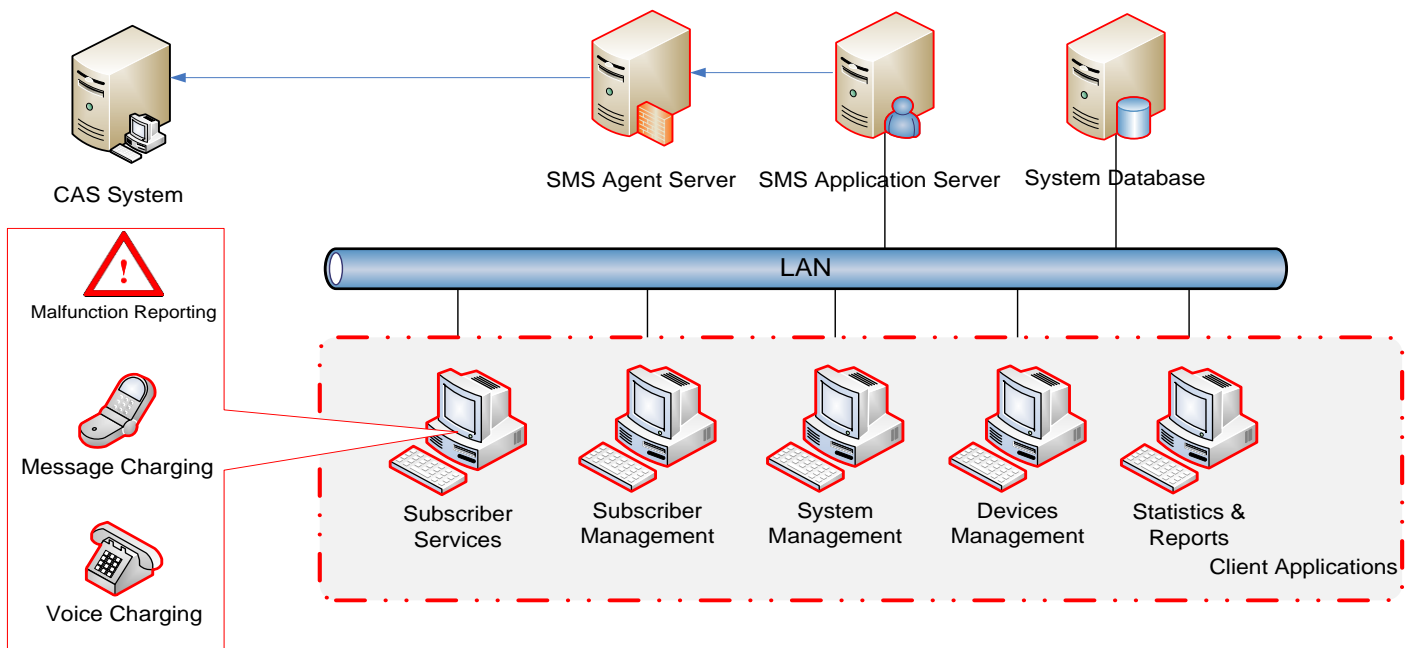 CAS System
SMS Agent Server
SMS Application Server
System Database
LAN
Malfunction Reporting
Message Charging
Voice Charging
Subscriber
Services
Subscriber
Management
System
Management
Devices
Management
Statistics &
Reports
Client Applications